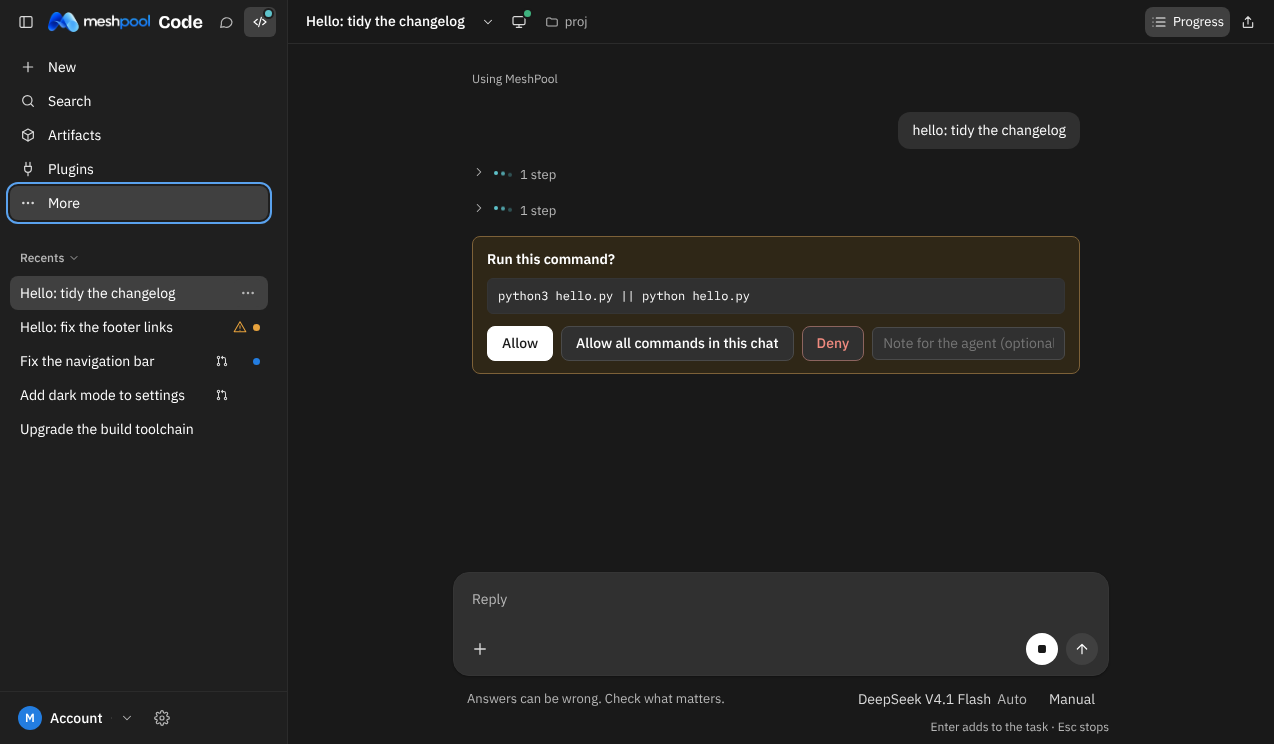 meshpool Code
New
Search
Artifacts
Plugins
More
Recents
Hello: tidy the changelog
Hello: fix the footer links
Fix the navigation bar
Add dark mode to settings
Upgrade the build toolchain
M Account
Hello: tidy the changelog proj
Progress
Using MeshPool
hello: tidy the changelog
1 step
1 step
Run this command?
python3 hello.py || python hello.py
Allow Allow all commands in this chat Deny Note for the agent (optional
Reply
Answers can be wrong. Check what matters. DeepSeek V4.1 Flash Auto Manual
Enter adds to the task · Esc stops